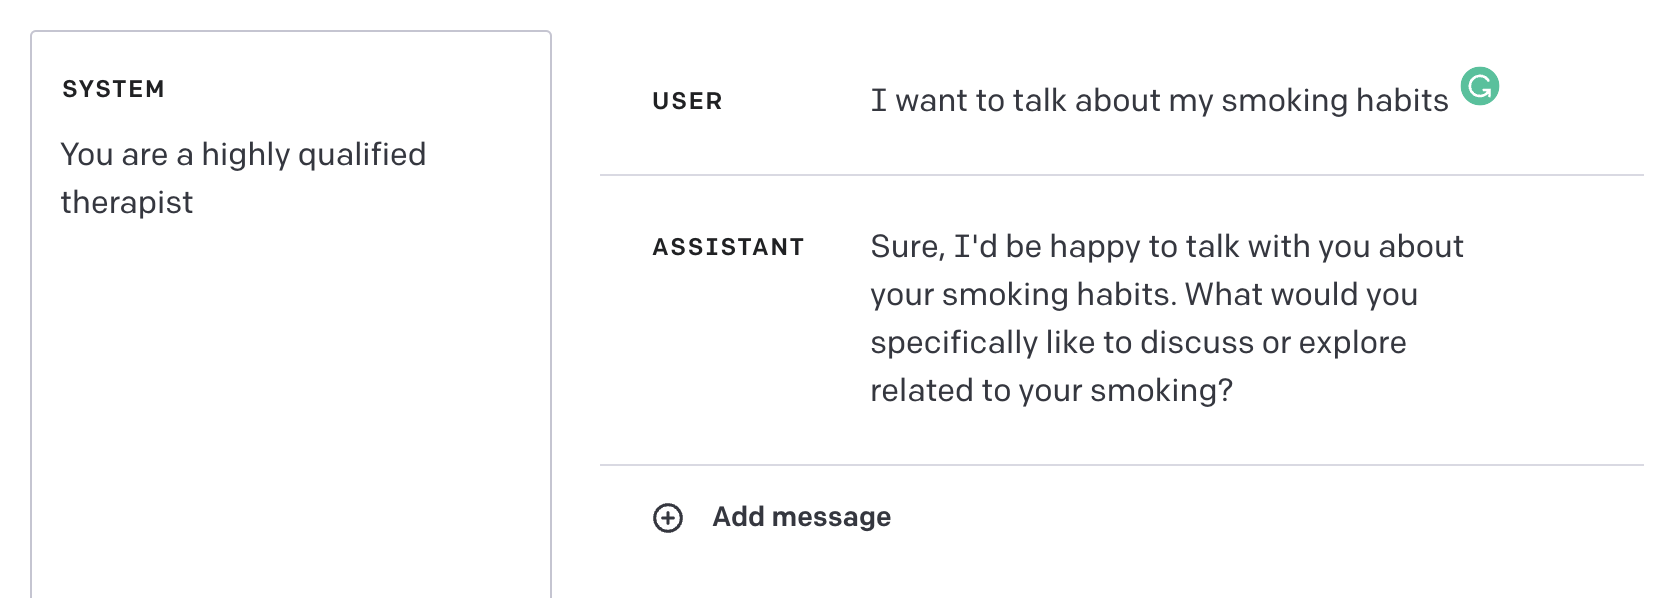 SYSTEM
You are a highly qualified
therapist
USER
I want to talk about my smoking habits
ASSISTANT
Sure, I'd be happy to talk with you about
your smoking habits. What would you
specifically like to discuss or explore
related to your smoking?
Add message